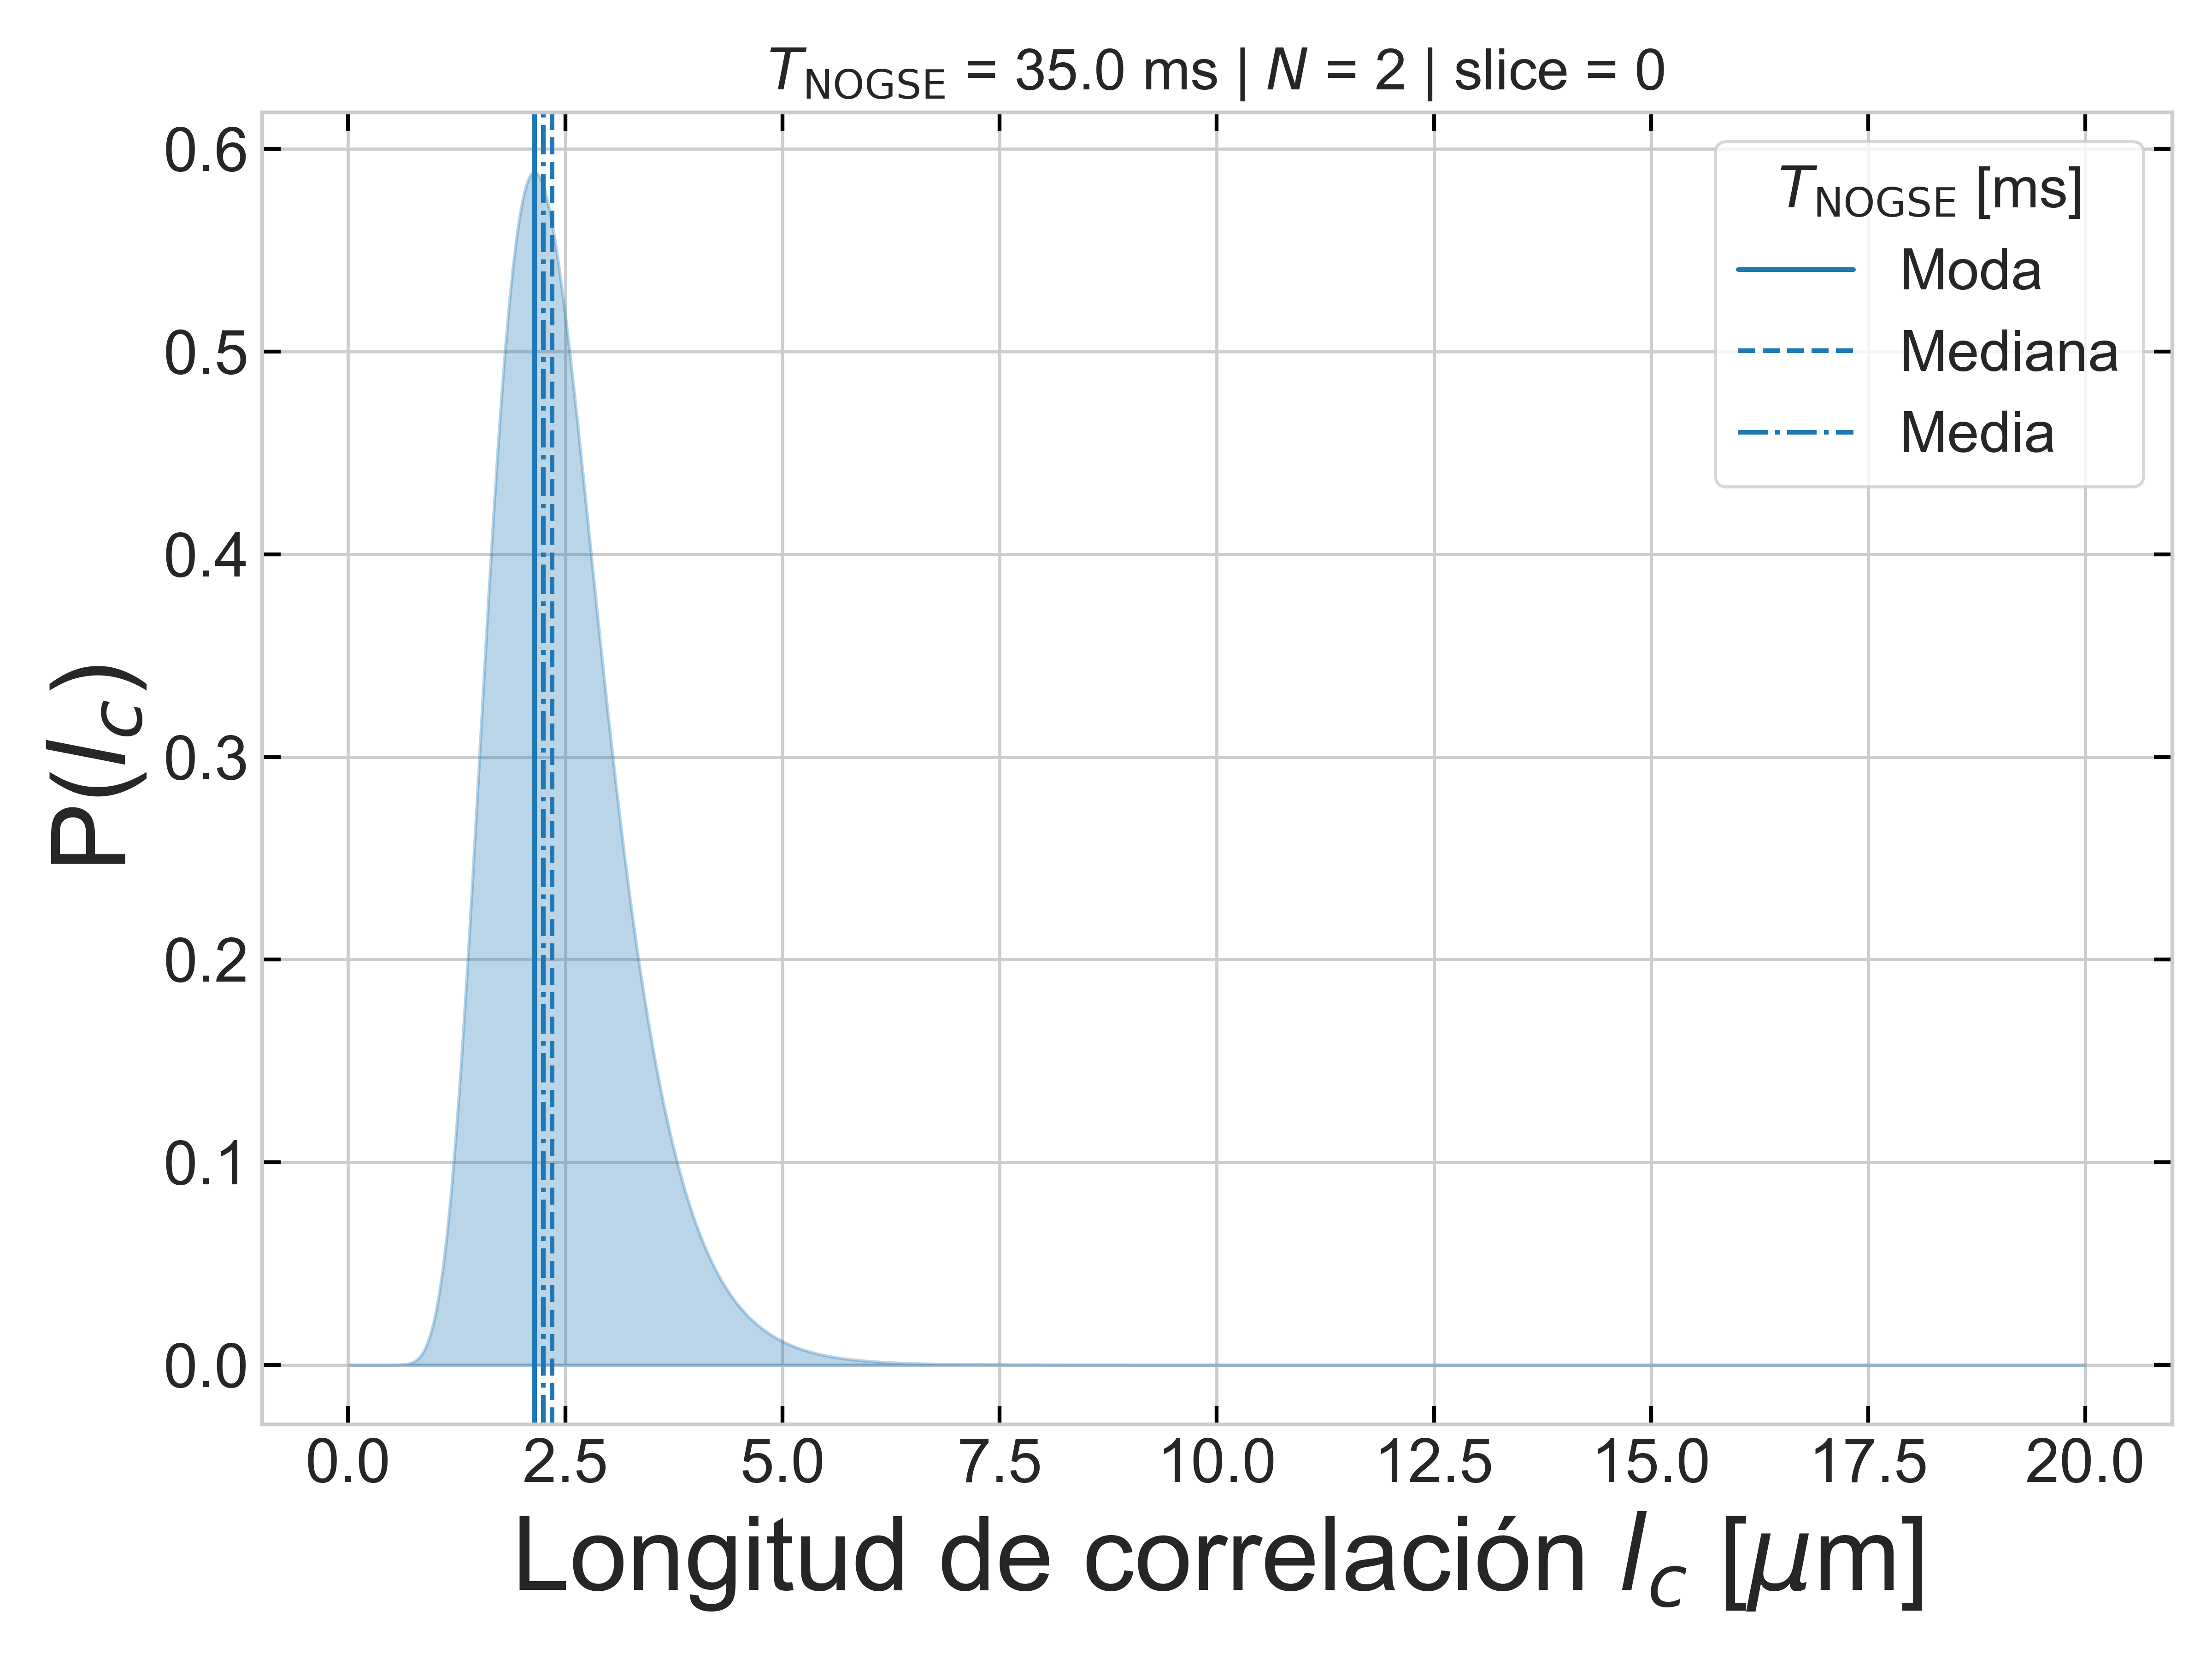 T_NOGSE = 35.0 ms | N = 2 | slice = 0
T_NOGSE [ms]
Moda
Mediana
Media
P(l_c)
0.6
0.5
0.4
0.3
0.2
0.1
0.0
0.0 2.5 5.0 7.5 10.0 12.5 15.0 17.5 20.0
Longitud de correlación l_c [μm]